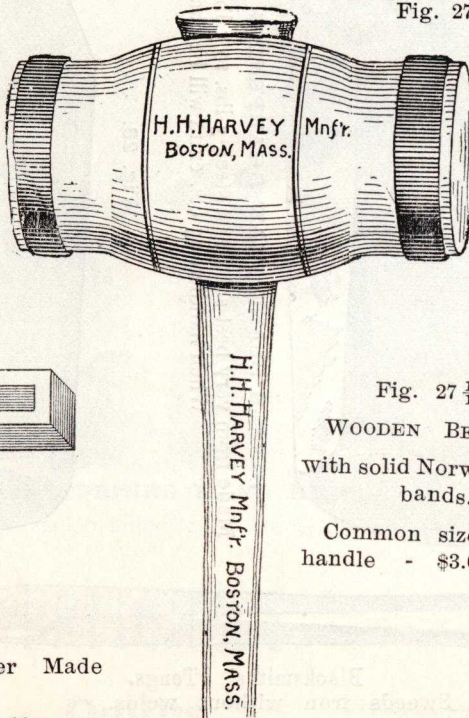 Fig. 27
H.H. HARVEY Mnf'r.
BOSTON, MASS.
H.H. HARVEY Mnf'r. BOSTON, MASS.
Fig. 27
WOODEN
with solid
bands.
Common
handle - $3.
Made
Blacksmith Tongs.